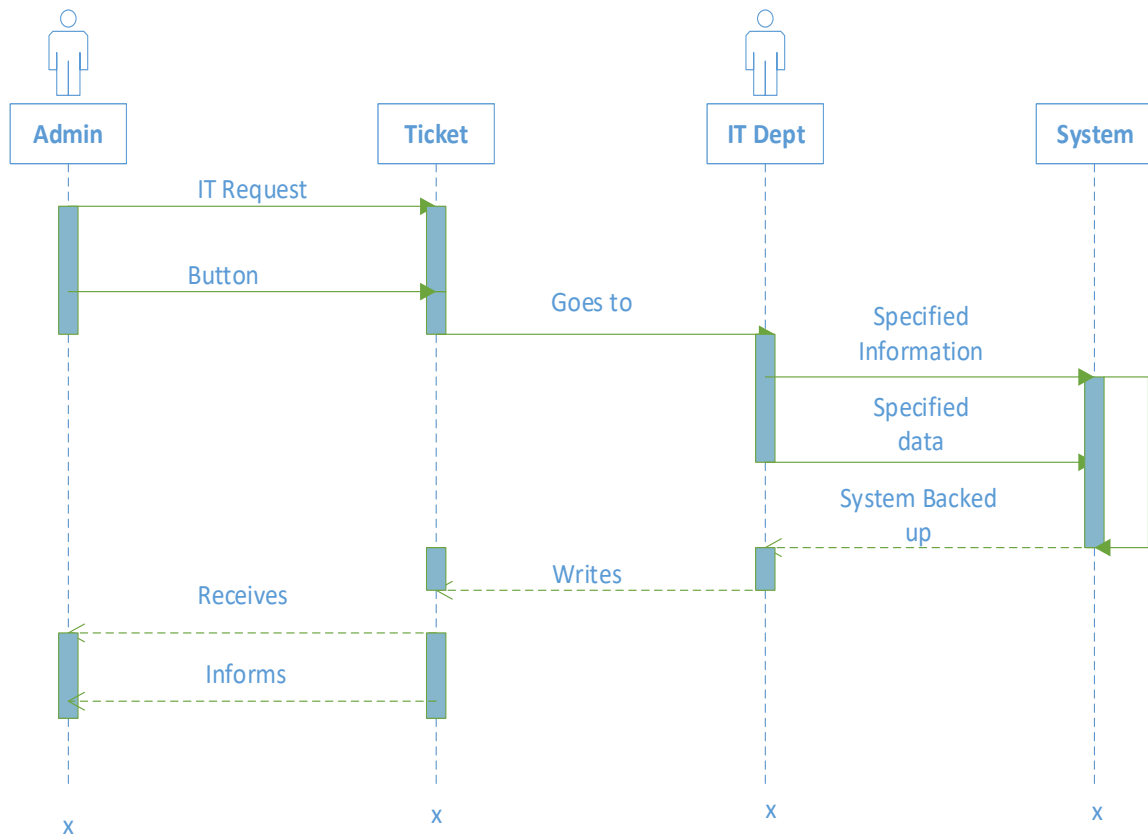 Admin
Ticket
IT Dept
System
IT Request
Button
Goes to
Specified
Information
Specified
data
System Backed
up
Writes
Receives
Informs
x
x
x
x